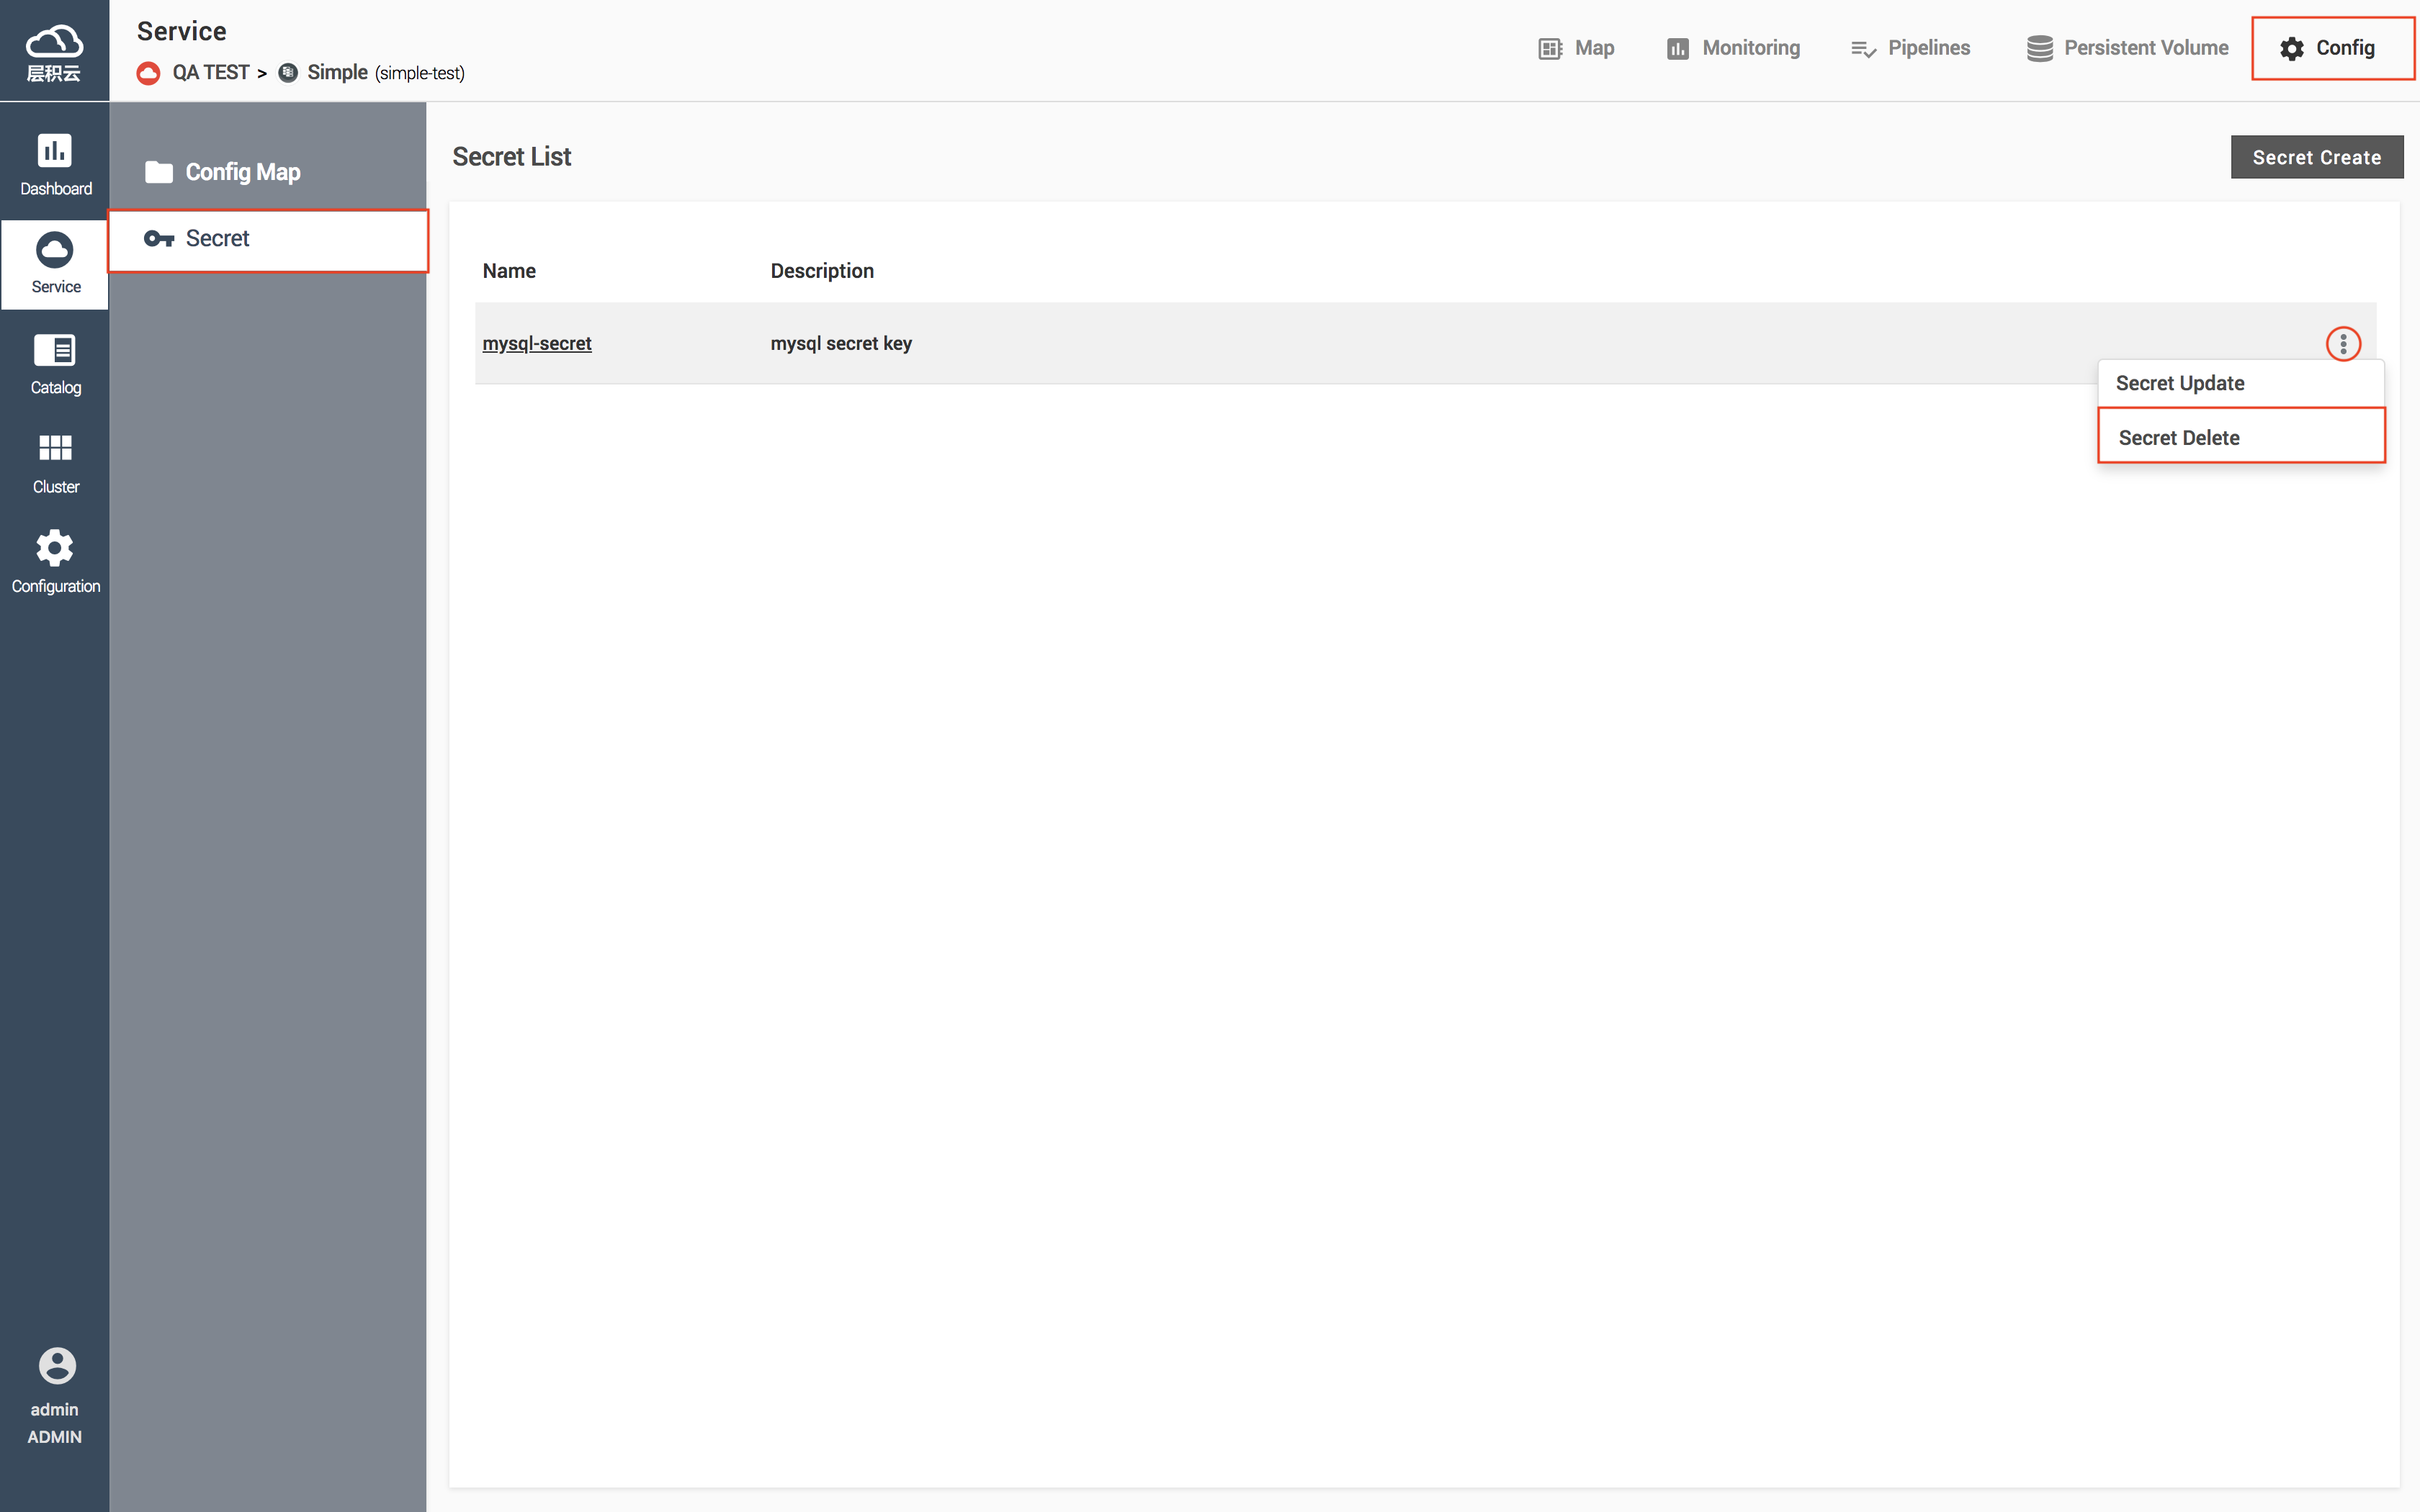 层积云
Service
QA TEST > Simple (simple-test)
Map
Monitoring
Pipelines
Persistent Volume
Config
Dashboard
Service
Catalog
Cluster
Configuration
admin
ADMIN
Config Map
Secret
Secret List
Secret Create
Name Description
mysql-secret mysql secret key
Secret Update
Secret Delete